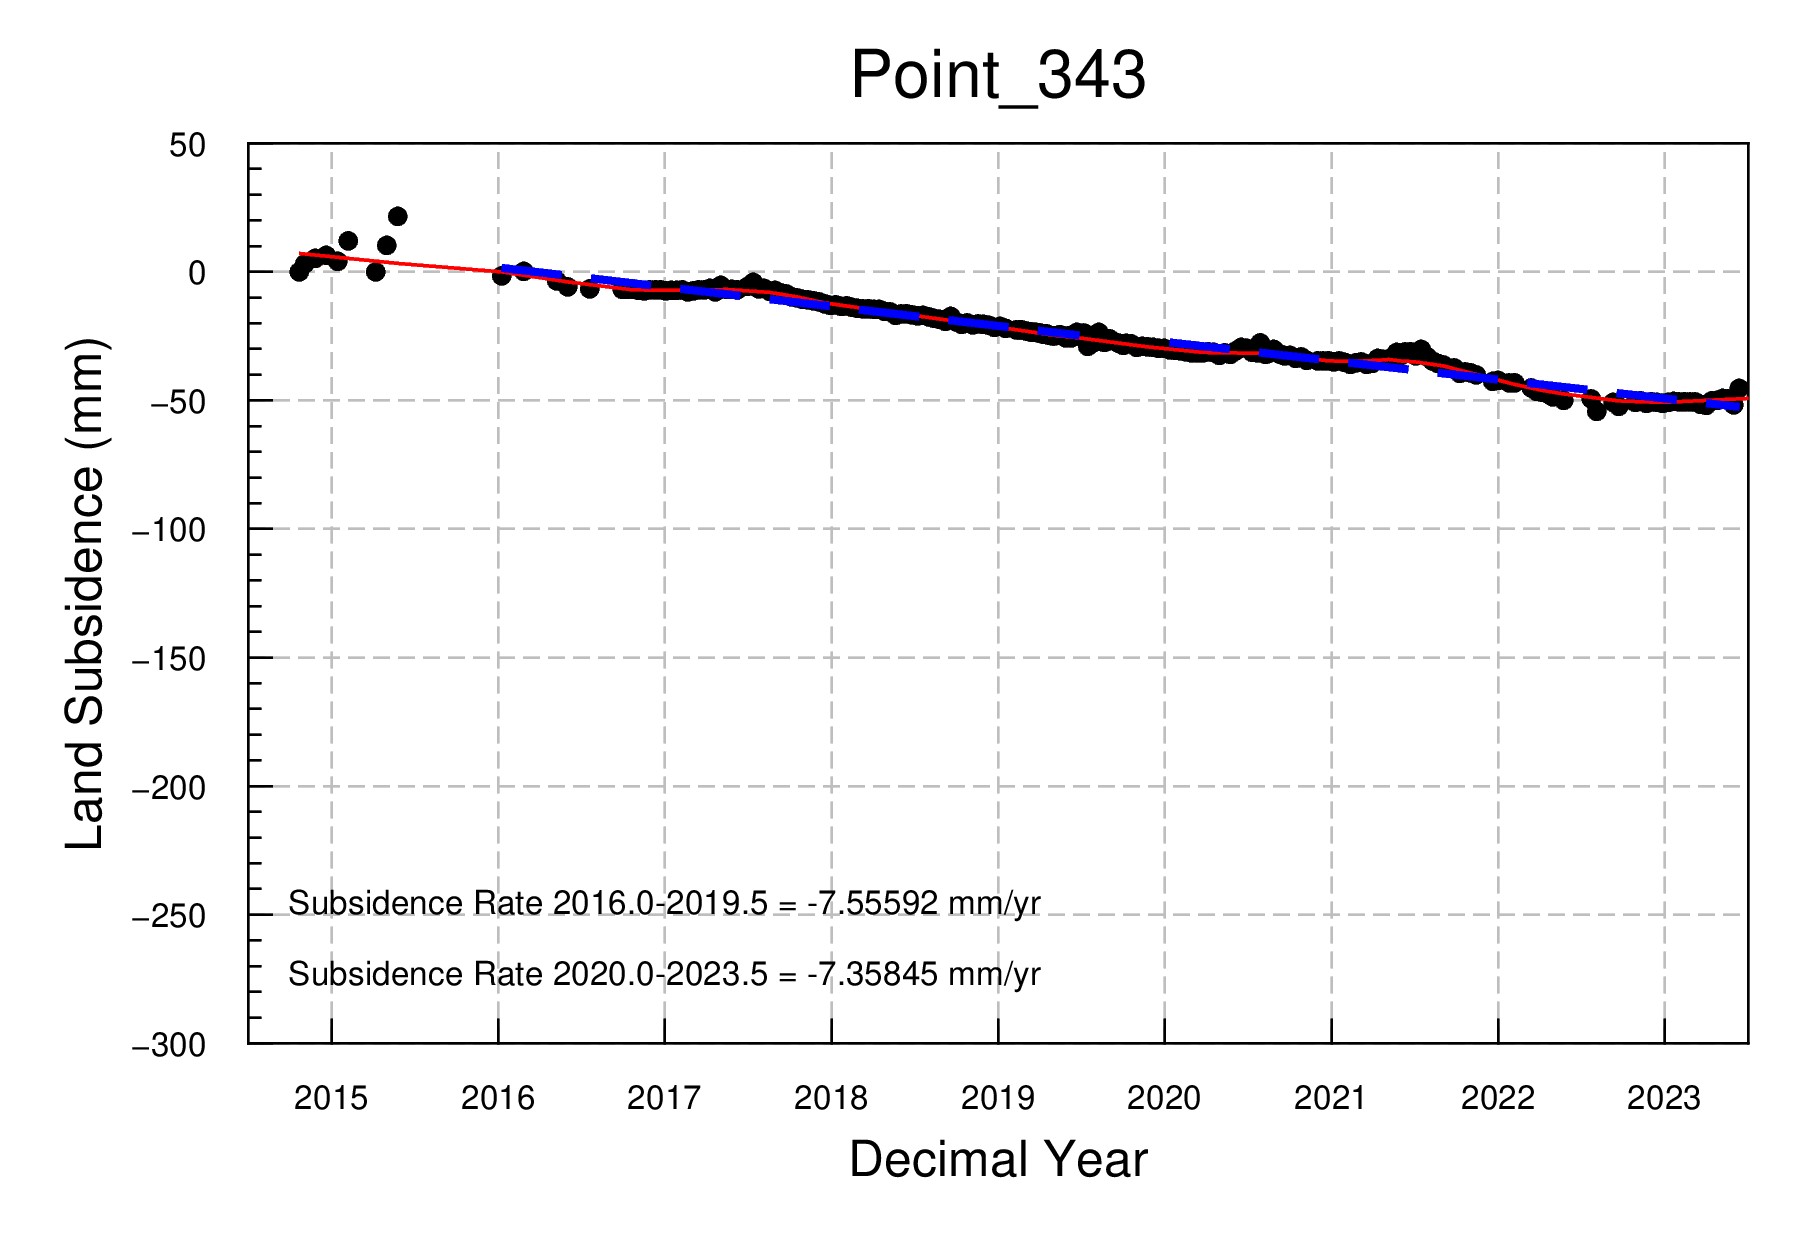 Point_343
50
0
−50
−100
−150
−200
−250
−300
Land Subsidence (mm)
Subsidence Rate 2016.0-2019.5 = -7.55592 mm/yr
Subsidence Rate 2020.0-2023.5 = -7.35845 mm/yr
2015 2016 2017 2018 2019 2020 2021 2022 2023
Decimal Year